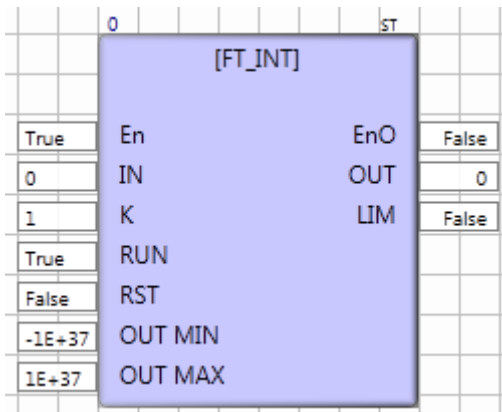 0 ST
[FT_INT]
True En EnO False
0 IN OUT 0
1 K LIM False
True RUN
False RST
-1E+37 OUT MIN
1E+37 OUT MAX